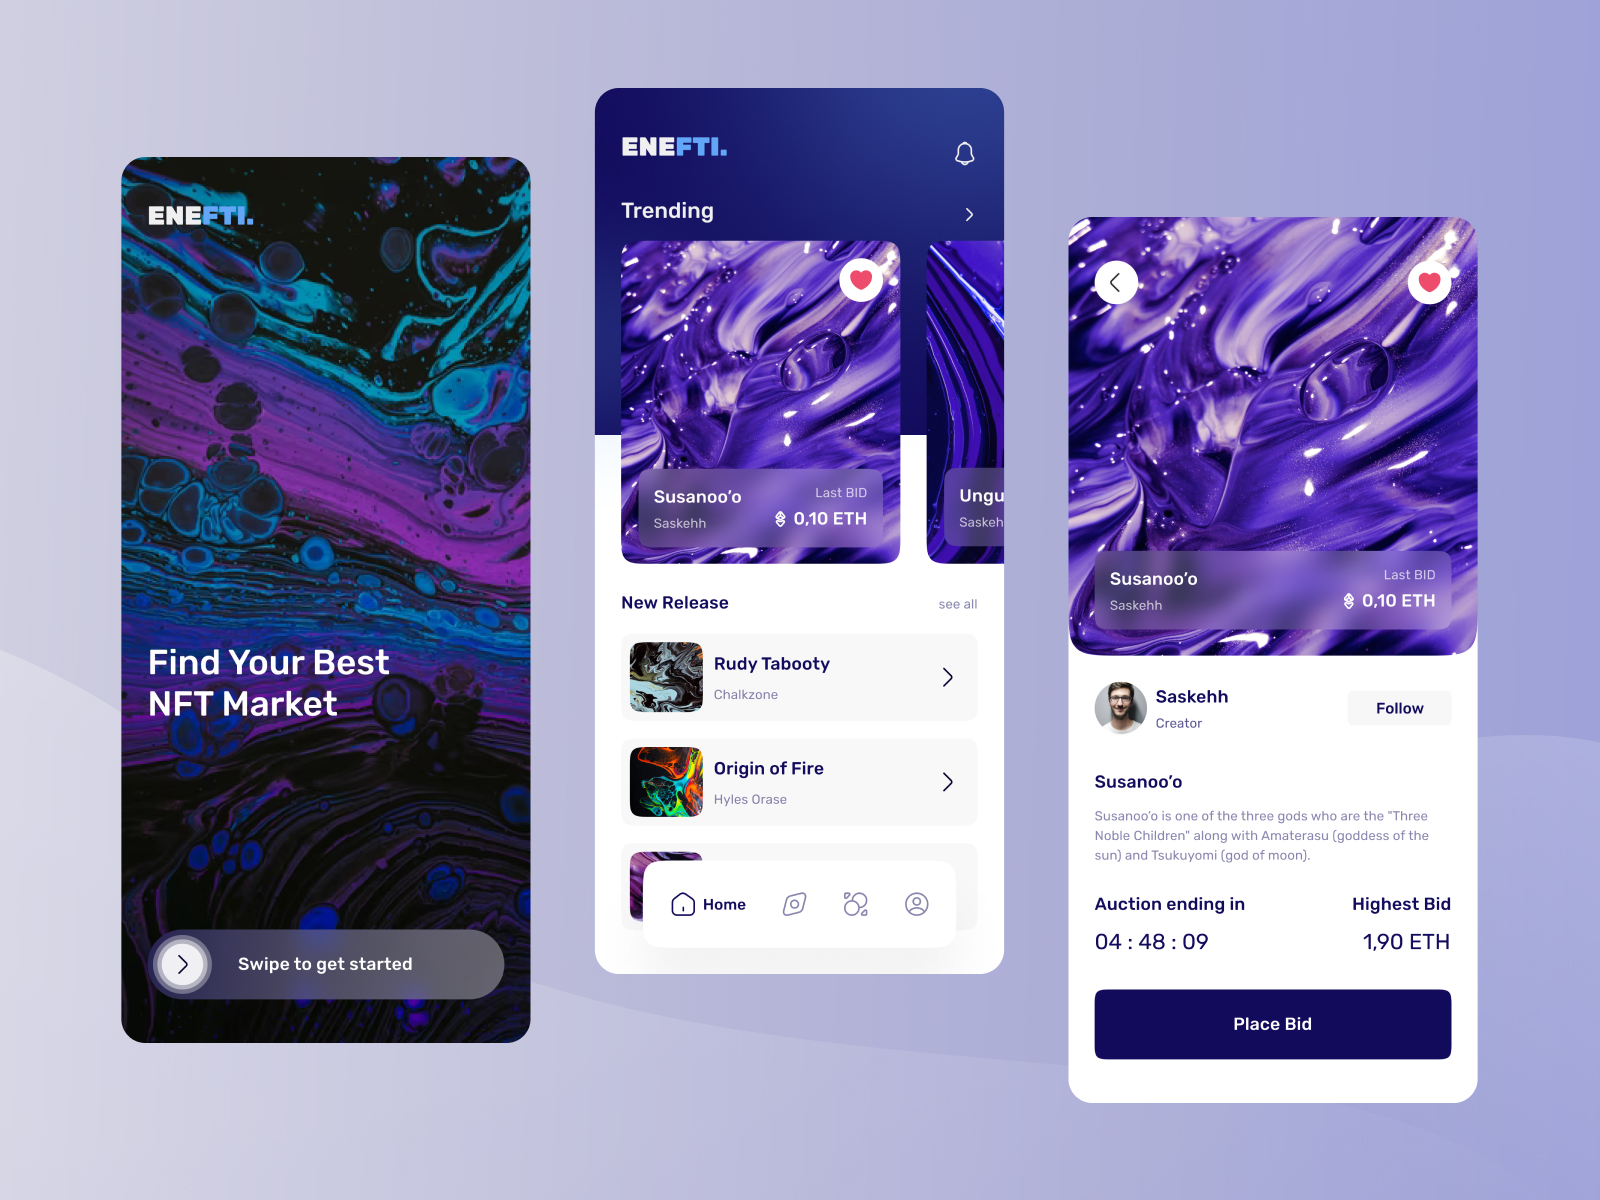 ENEFTI.
Find Your Best
NFT Market
Swipe to get started
ENEFTI.
Trending
Susanoo’o
Last BID
Saskehh
0,10 ETH
Ungu
Saskeh
New Release
see all
Rudy Tabooty
Chalkzone
Origin of Fire
Hyles Orase
Home
Susanoo’o
Last BID
Saskehh
0,10 ETH
Saskehh
Creator
Follow
Susanoo’o
Susanoo’o is one of the three gods who are the "Three
Noble Children" along with Amaterasu (goddess of the
sun) and Tsukuyomi (god of moon).
Auction ending in
Highest Bid
04 : 48 : 09
1,90 ETH
Place Bid